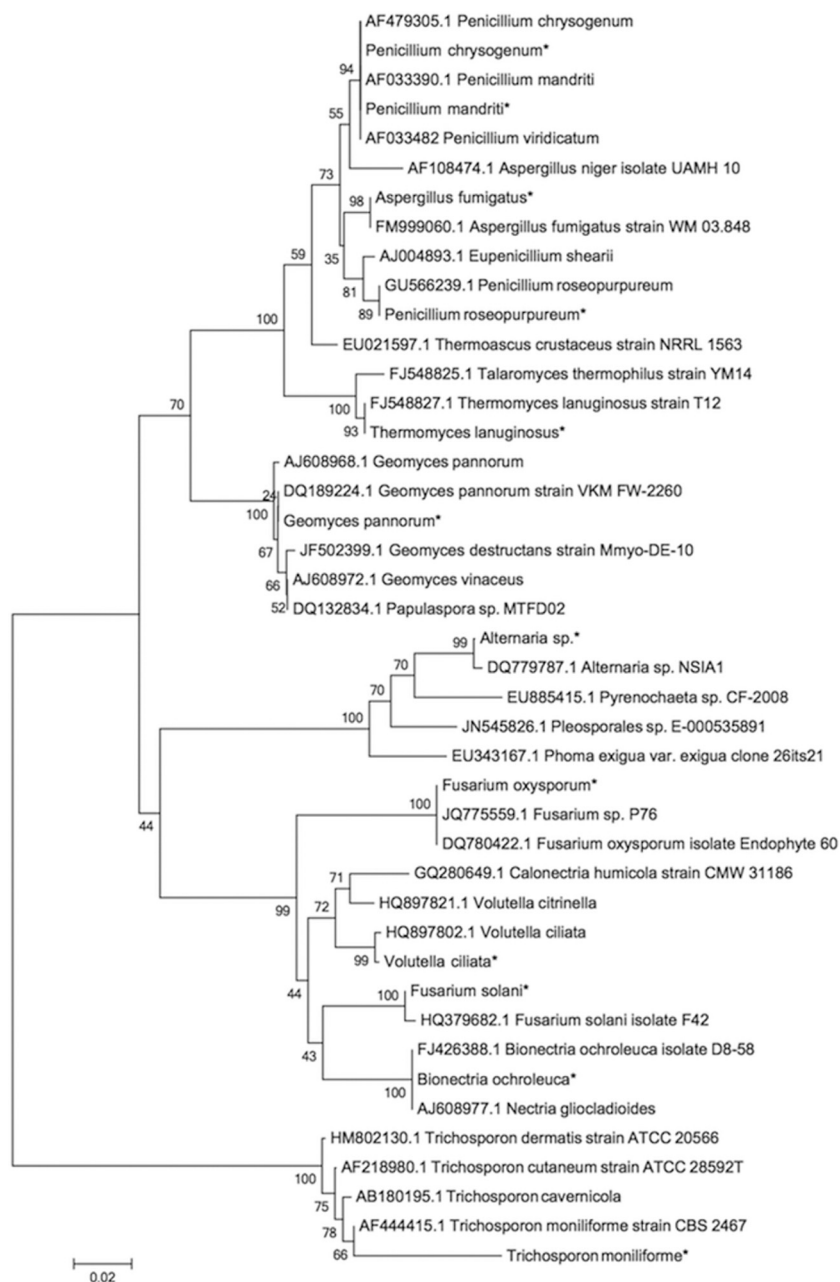 AF479305.1 Penicillium chrysogenum
Penicillium chrysogenum*
94
AF033390.1 Penicillium mandriti
Penicillium mandriti*
55
AF033482 Penicillium viridicatum
AF108474.1 Aspergillus niger isolate UAMH 10
73
Aspergillus fumigatus*
98
FM999060.1 Aspergillus fumigatus strain WM 03.848
59
35
AJ004893.1 Eupenicillium shearii
81
GU566239.1 Penicillium roseopurpureum
89
Penicillium roseopurpureum*
100
EU021597.1 Thermoascus crustaceus strain NRRL 1563
FJ548825.1 Talaromyces thermophilus strain YM14
100
FJ548827.1 Thermomyces lanuginosus strain T12
70
93
Thermomyces lanuginosus*
AJ608968.1 Geomyces pannorum
24
DQ189224.1 Geomyces pannorum strain VKM FW-2260
100
Geomyces pannorum*
67
JF502399.1 Geomyces destructans strain Mmyo-DE-10
66
AJ608972.1 Geomyces vinaceus
52
DQ132834.1 Papulaspora sp. MTFD02
99
Alternaria sp.*
70
DQ779787.1 Alternaria sp. NSIA1
70
EU885415.1 Pyrenochaeta sp. CF-2008
100
JN545826.1 Pleosporales sp. E-000535891
EU343167.1 Phoma exigua var. exigua clone 26its21
Fusarium oxysporum*
100
JQ775559.1 Fusarium sp. P76
44
DQ780422.1 Fusarium oxysporum isolate Endophyte 60
71
GQ280649.1 Calonectria humicola strain CMW 31186
72
HQ897821.1 Volutella citrinella
99
HQ897802.1 Volutella ciliata
99
Volutella ciliata*
44
100
Fusarium solani*
HQ379682.1 Fusarium solani isolate F42
43
FJ426388.1 Bionectria ochroleuca isolate D8-58
100
Bionectria ochroleuca*
AJ608977.1 Nectria gliocladioides
HM802130.1 Trichosporon dermatis strain ATCC 20566
100
AF218980.1 Trichosporon cutaneum strain ATCC 28592T
75
AB180195.1 Trichosporon cavernicola
78
AF444415.1 Trichosporon moniliforme strain CBS 2467
66
Trichosporon moniliforme*
0.02